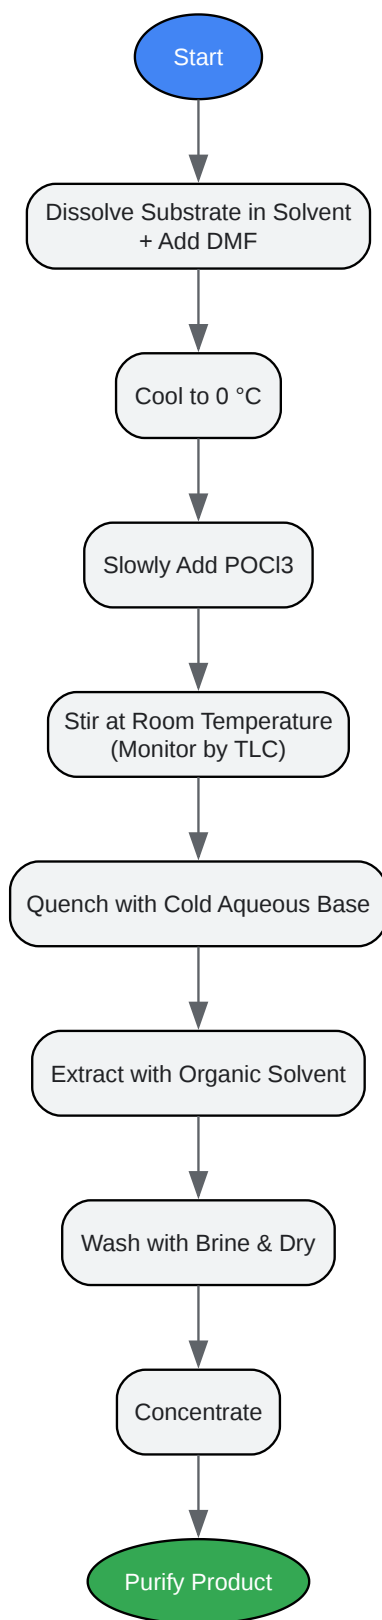 Start
Dissolve Substrate in Solvent
+ Add DMF
Cool to 0 °C
Slowly Add POCl3
Stir at Room Temperature
(Monitor by TLC)
Quench with Cold Aqueous Base
Extract with Organic Solvent
Wash with Brine & Dry
Concentrate
Purify Product